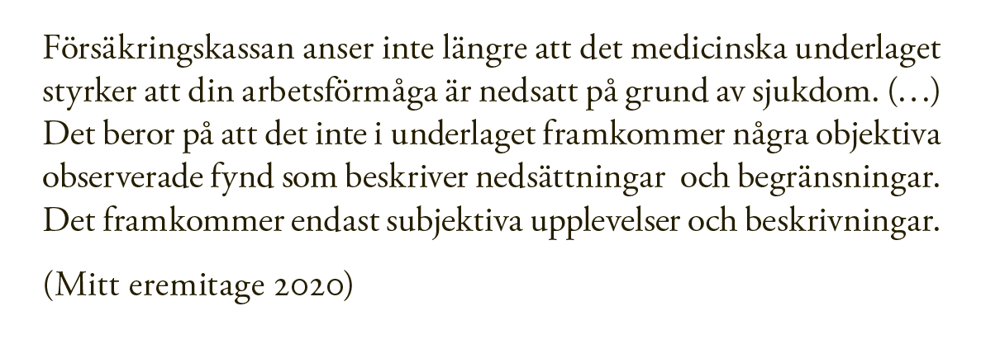 Försäkringskassan anser inte längre att det medicinska underlaget
styrker att din arbetsförmåga är nedsatt på grund av sjukdom. (…)
Det beror på att det inte i underlaget framkommer några objektiva
observerade fynd som beskriver nedsättningar  och begränsningar.
Det framkommer endast subjektiva upplevelser och beskrivningar.
(Mitt eremitage 2020)